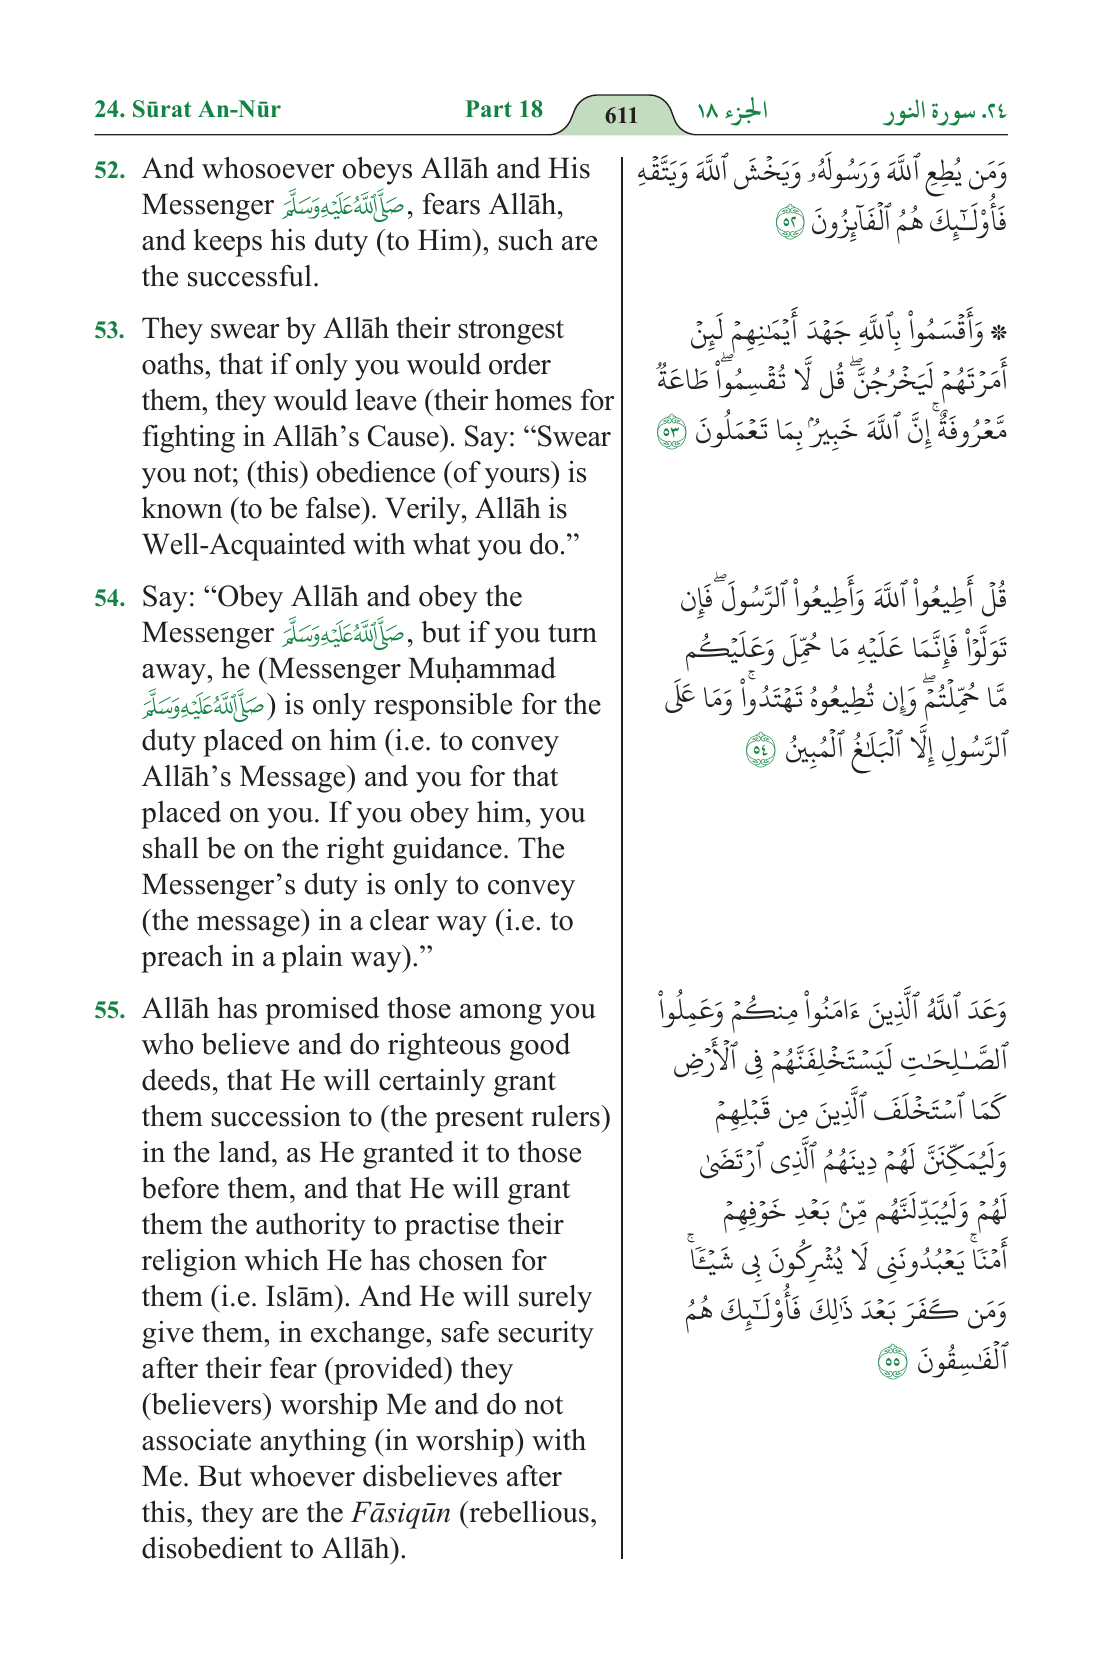 24. Sūrat An-Nūr
Part 18
611
الجزء ١٨
٢٤. سورة النور
52. And whosoever obeys Allāh and His
Messenger ﷺ, fears Allāh,
and keeps his duty (to Him), such are
the successful.
53. They swear by Allāh their strongest
oaths, that if only you would order
them, they would leave (their homes for
fighting in Allāh’s Cause). Say: “Swear
you not; (this) obedience (of yours) is
known (to be false). Verily, Allāh is
Well-Acquainted with what you do.”
54. Say: “Obey Allāh and obey the
Messenger ﷺ, but if you turn
away, he (Messenger Muḥammad
ﷺ) is only responsible for the
duty placed on him (i.e. to convey
Allāh’s Message) and you for that
placed on you. If you obey him, you
shall be on the right guidance. The
Messenger’s duty is only to convey
(the message) in a clear way (i.e. to
preach in a plain way).”
55. Allāh has promised those among you
who believe and do righteous good
deeds, that He will certainly grant
them succession to (the present rulers)
in the land, as He granted it to those
before them, and that He will grant
them the authority to practise their
religion which He has chosen for
them (i.e. Islām). And He will surely
give them, in exchange, safe security
after their fear (provided) they
(believers) worship Me and do not
associate anything (in worship) with
Me. But whoever disbelieves after
this, they are the Fāsiqūn (rebellious,
disobedient to Allāh).
وَمَن يُطِعِ ٱللَّهَ وَرَسُولَهُۥ وَيَخۡشَ ٱللَّهَ وَيَتَّقۡهِ
فَأُوْلَـٰٓئِكَ هُمُ ٱلۡفَآئِزُونَ ٥٢
۞ وَأَقۡسَمُواْ بِٱللَّهِ جَهۡدَ أَيۡمَـٰنِهِمۡ لَئِنۡ
أَمَرۡتَهُمۡ لَيَخۡرُجُنَّۖ قُل لَّا تُقۡسِمُواْۖ طَاعَةٞ
مَّعۡرُوفَةٌۚ إِنَّ ٱللَّهَ خَبِيرُۢ بِمَا تَعۡمَلُونَ ٥٣
قُلۡ أَطِيعُواْ ٱللَّهَ وَأَطِيعُواْ ٱلرَّسُولَۖ فَإِن
تَوَلَّوۡاْ فَإِنَّمَا عَلَيۡهِ مَا حُمِّلَ وَعَلَيۡكُم
مَّا حُمِّلۡتُمۡۖ وَإِن تُطِيعُوهُ تَهۡتَدُواْۚ وَمَا عَلَى
ٱلرَّسُولِ إِلَّا ٱلۡبَلَـٰغُ ٱلۡمُبِينُ ٥٤
وَعَدَ ٱللَّهُ ٱلَّذِينَ ءَامَنُواْ مِنكُمۡ وَعَمِلُواْ
ٱلصَّـٰلِحَـٰتِ لَيَسۡتَخۡلِفَنَّهُمۡ فِي ٱلۡأَرۡضِ
كَمَا ٱسۡتَخۡلَفَ ٱلَّذِينَ مِن قَبۡلِهِمۡ
وَلَيُمَكِّنَنَّ لَهُمۡ دِينَهُمُ ٱلَّذِي ٱرۡتَضَىٰ
لَهُمۡ وَلَيُبَدِّلَنَّهُم مِّنۢ بَعۡدِ خَوۡفِهِمۡ
أَمۡنٗاۚ يَعۡبُدُونَنِي لَا يُشۡرِكُونَ بِي شَيۡـٔٗاۚ
وَمَن كَفَرَ بَعۡدَ ذَٰلِكَ فَأُوْلَـٰٓئِكَ هُمُ
ٱلۡفَـٰسِقُونَ ٥٥